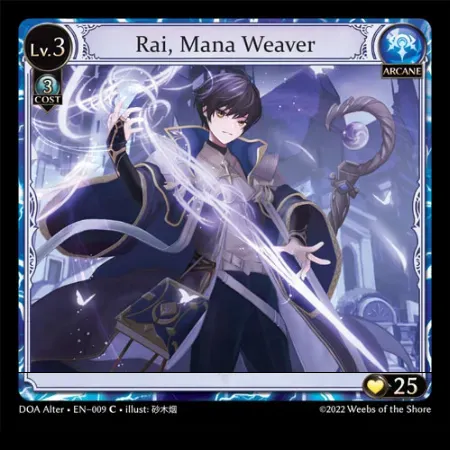 Lv.3
Rai, Mana Weaver
ARCANE
3
COST
25
DOA Alter • EN-009 C • illust: 砂木烟
©2022 Weebs of the Shore